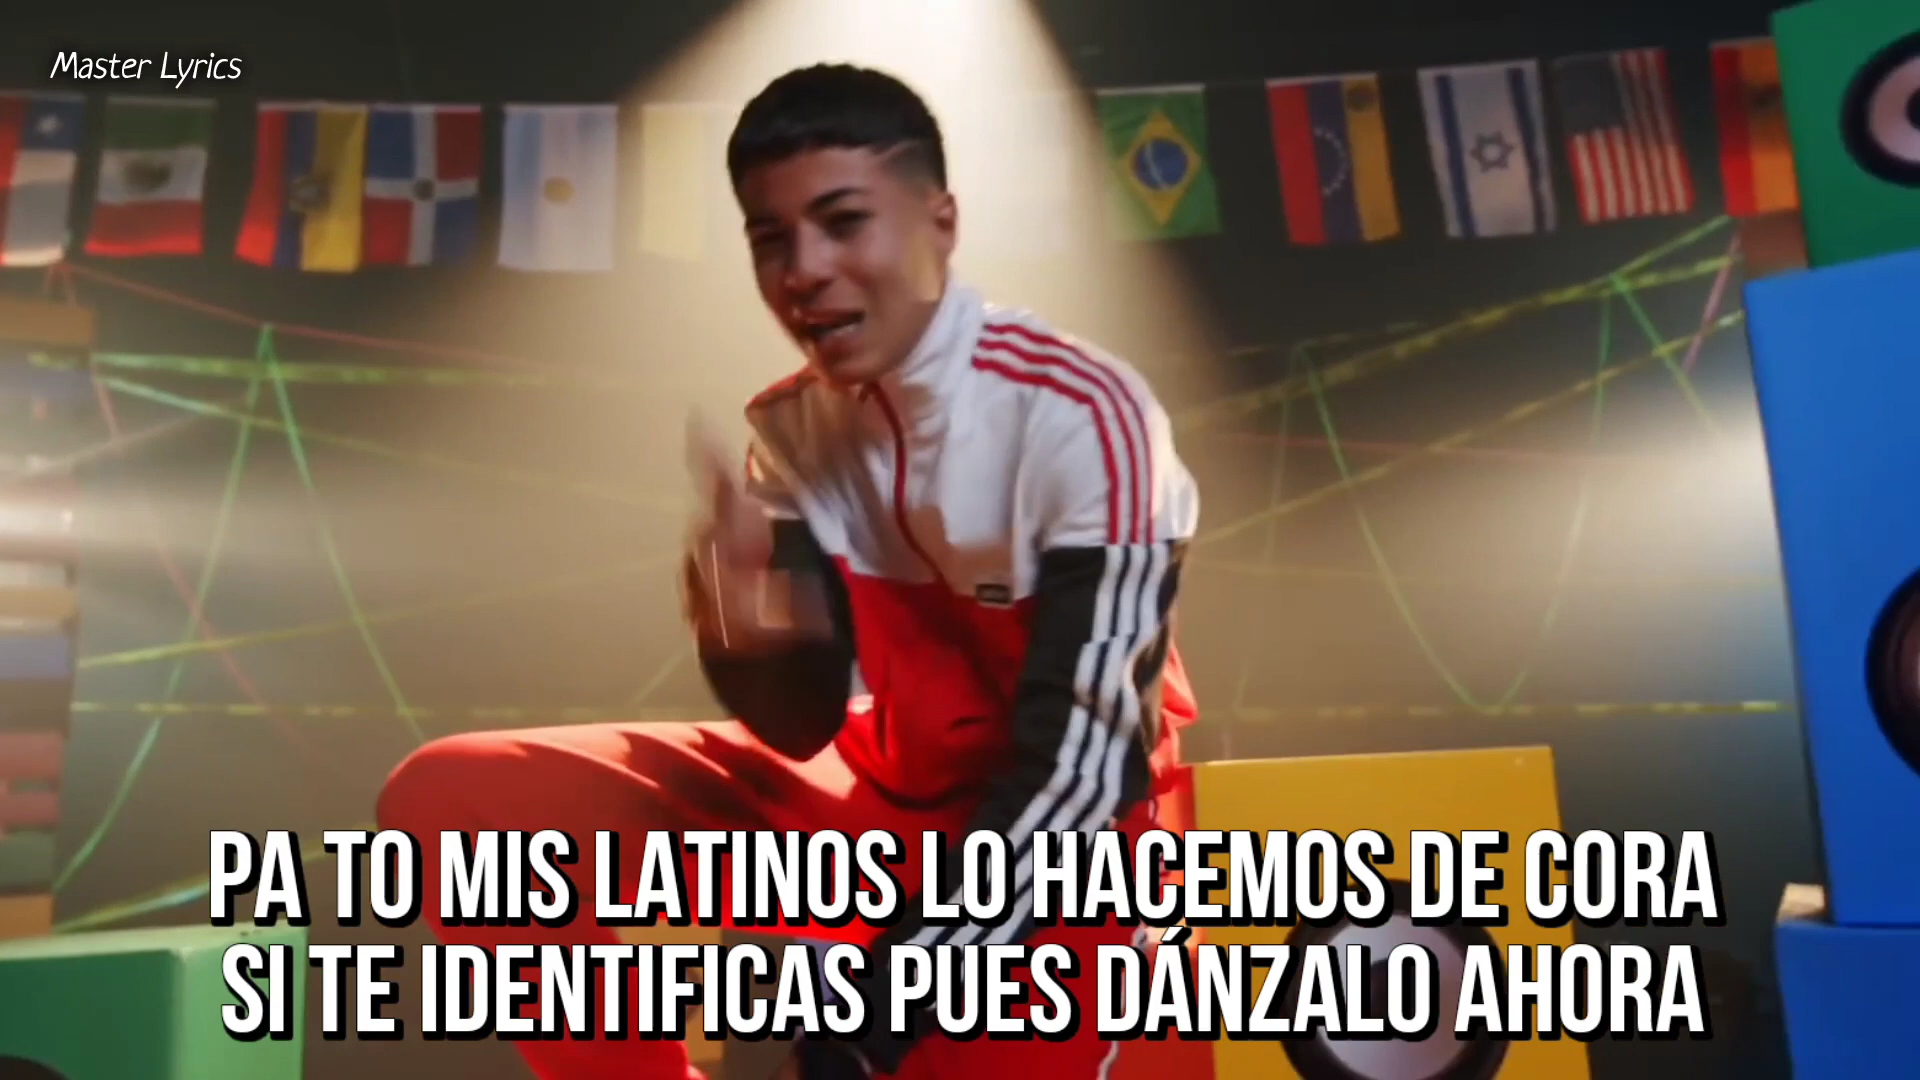 Master Lyrics
PA TO MIS LATINOS LO HACEMOS DE CORA
SI TE IDENTIFICAS PUES DÁNZALO AHORA